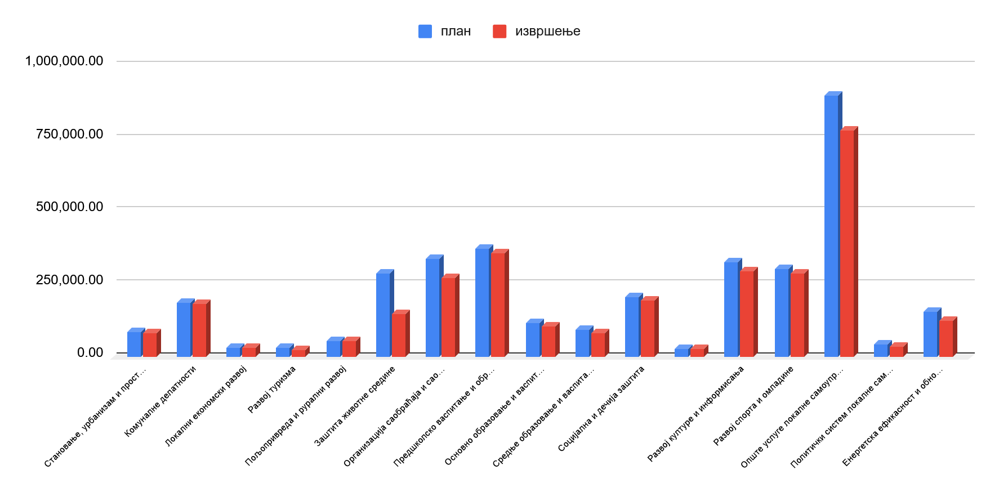 план
извршење
1,000,000.00
750,000.00
500,000.00
250,000.00
0.00
Становање, урбанизам и прост...
Комуналне делатности
Локални економски развој
Развој туризма
Пољопривреда и рурални развој
Заштита животне средине
Организација саобраћаја и сао...
Предшколско васпитање и обр...
Основно образовање и васпит...
Средње образовање и васпита...
Социјална и дечија заштита
Развој културе и информисања
Развој спорта и омладине
Опште услуге локалне самоупр...
Политички систем локалне сам...
Енергетска ефикасност и обно...